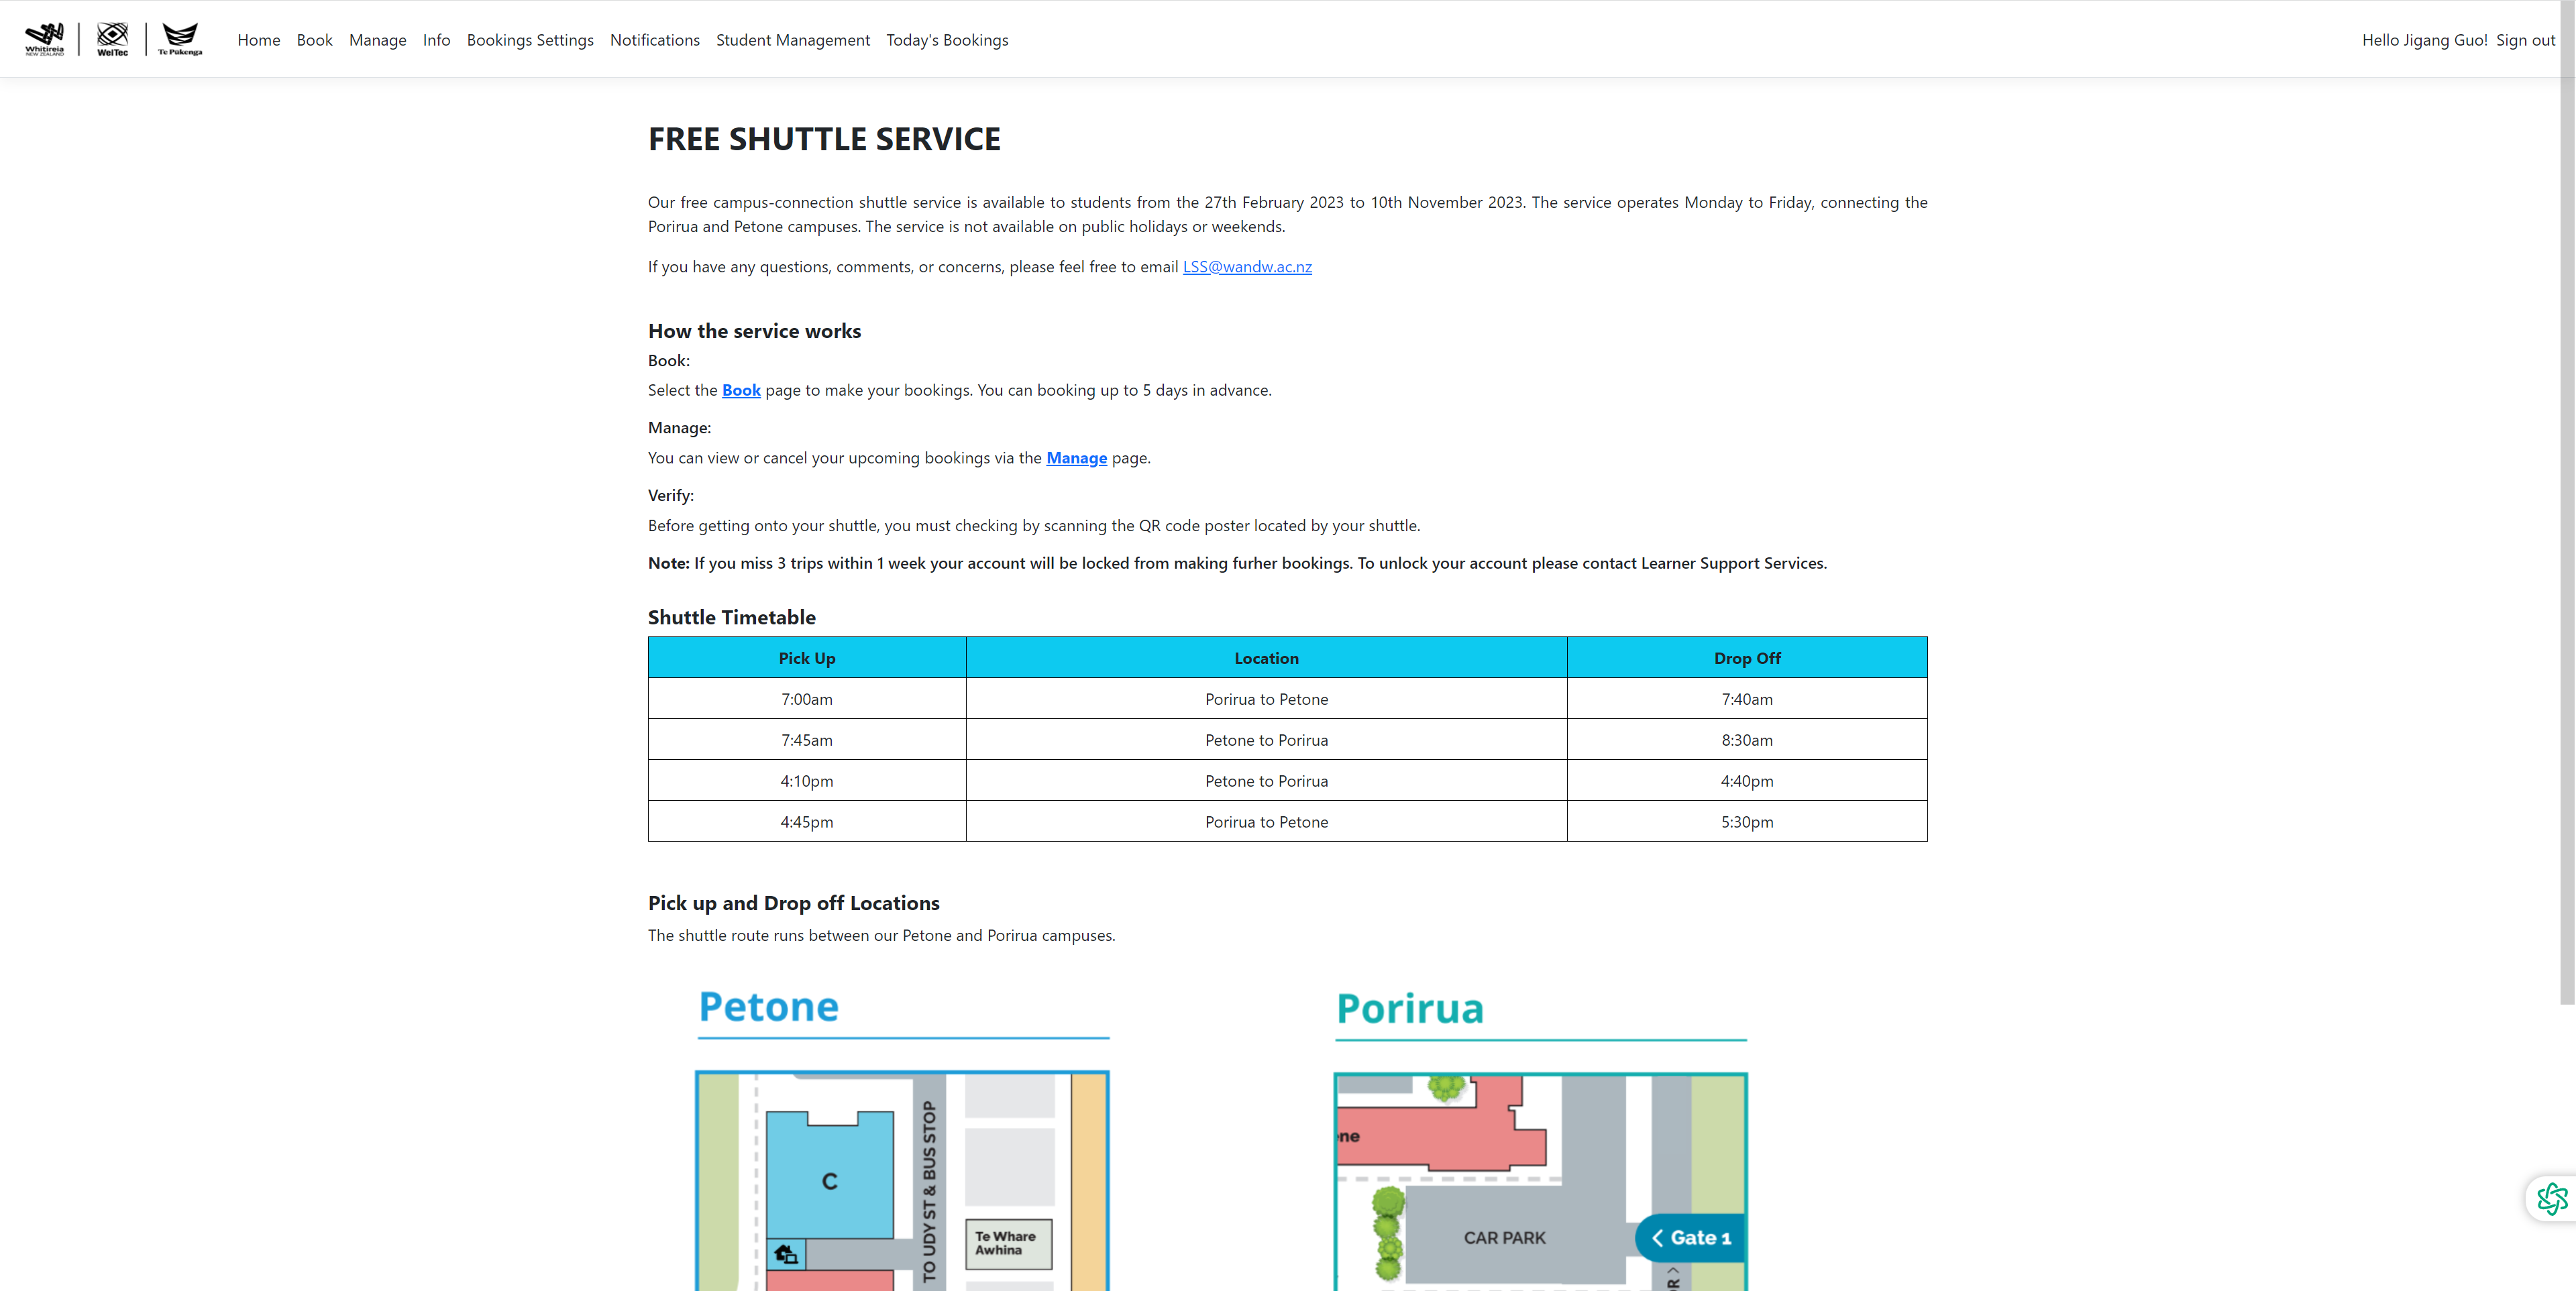 Whitireia
NEW ZEALAND
WelTec
Te Pūkenga
Home Book Manage Info Bookings Settings Notifications Student Management Today's Bookings
Hello Jigang Guo! Sign out
FREE SHUTTLE SERVICE
Our free campus-connection shuttle service is available to students from the 27th February 2023 to 10th November 2023. The service operates Monday to Friday, connecting the
Porirua and Petone campuses. The service is not available on public holidays or weekends.
If you have any questions, comments, or concerns, please feel free to email LSS@wandw.ac.nz
How the service works
Book:
Select the Book page to make your bookings. You can booking up to 5 days in advance.
Manage:
You can view or cancel your upcoming bookings via the Manage page.
Verify:
Before getting onto your shuttle, you must checking by scanning the QR code poster located by your shuttle.
Note: If you miss 3 trips within 1 week your account will be locked from making furher bookings. To unlock your account please contact Learner Support Services.
Shuttle Timetable
Pick Up Location Drop Off
7:00am Porirua to Petone 7:40am
7:45am Petone to Porirua 8:30am
4:10pm Petone to Porirua 4:40pm
4:45pm Porirua to Petone 5:30pm
Pick up and Drop off Locations
The shuttle route runs between our Petone and Porirua campuses.
Petone
C
TO UDY ST & BUS STOP
Te Whare
Awhina
Porirua
ne
CAR PARK
< Gate 1